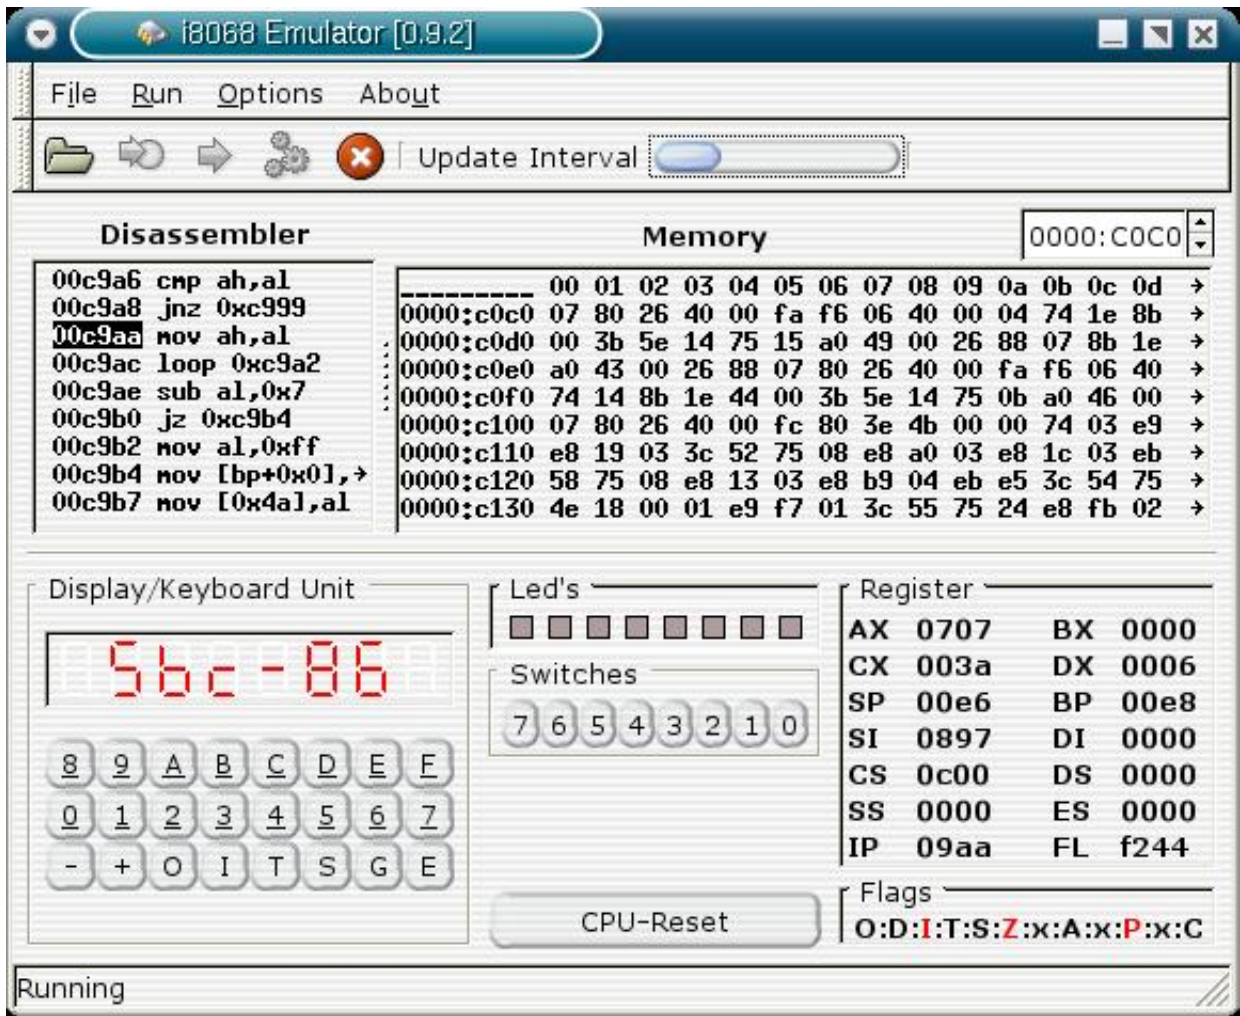 i8068 Emulator [0.9.2]
File Run Options About
Update Interval
Disassembler
00c9a6 cmp ah,al
00c9a8 jnz 0xc999
00c9aa mov ah,al
00c9ac loop 0xc9a2
00c9ae sub al,0x7
00c9b0 jz 0xc9b4
00c9b2 mov al,0xff
00c9b4 mov [bp+0x0],→
00c9b7 mov [0x4a],al
Memory
0000:C0C0
_________ 00 01 02 03 04 05 06 07 08 09 0a 0b 0c 0d →
0000:c0c0 07 80 26 40 00 fa f6 06 40 00 04 74 1e 8b →
0000:c0d0 00 3b 5e 14 75 15 a0 49 00 26 88 07 8b 1e →
0000:c0e0 a0 43 00 26 88 07 80 26 40 00 fa f6 06 40 →
0000:c0f0 74 14 8b 1e 44 00 3b 5e 14 75 0b a0 46 00 →
0000:c100 07 80 26 40 00 fc 80 3e 4b 00 00 74 03 e9 →
0000:c110 e8 19 03 3c 52 75 08 e8 a0 03 e8 1c 03 eb →
0000:c120 58 75 08 e8 13 03 e8 b9 04 eb e5 3c 54 75 →
0000:c130 4e 18 00 01 e9 f7 01 3c 55 75 24 e8 fb 02 →
Display/Keyboard Unit
Sbc-86
8 9 A B C D E F
0 1 2 3 4 5 6 7
- + O I T S G E
Led's
Switches
7 6 5 4 3 2 1 0
CPU-Reset
Register
AX 0707 BX 0000
CX 003a DX 0006
SP 00e6 BP 00e8
SI 0897 DI 0000
CS 0c00 DS 0000
SS 0000 ES 0000
IP 09aa FL f244
Flags
O:D:I:T:S:Z:x:A:x:P:x:C
Running